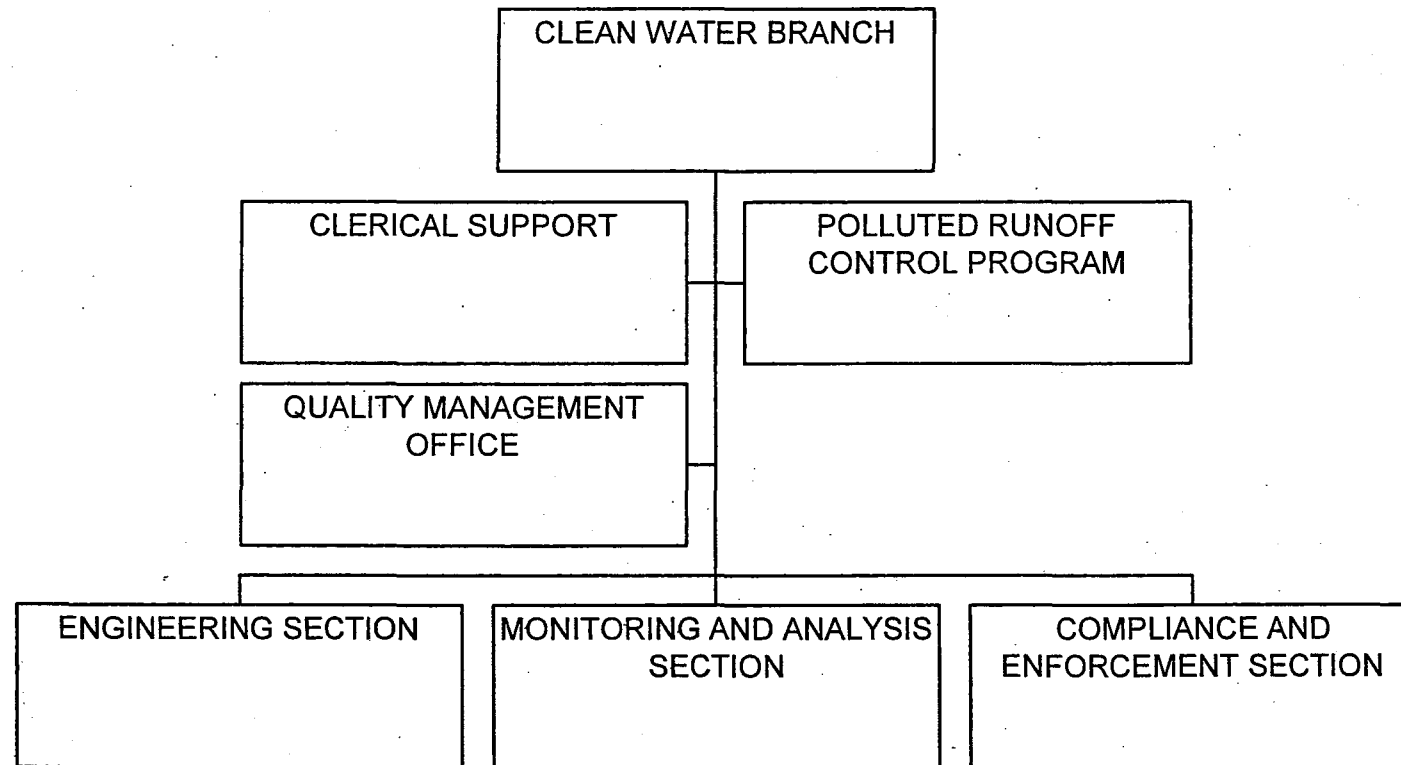 CLEAN WATER BRANCH
CLERICAL SUPPORT
POLLUTED RUNOFF
CONTROL PROGRAM
QUALITY MANAGEMENT
OFFICE
ENGINEERING SECTION
MONITORING AND ANALYSIS
SECTION
COMPLIANCE AND
ENFORCEMENT SECTION